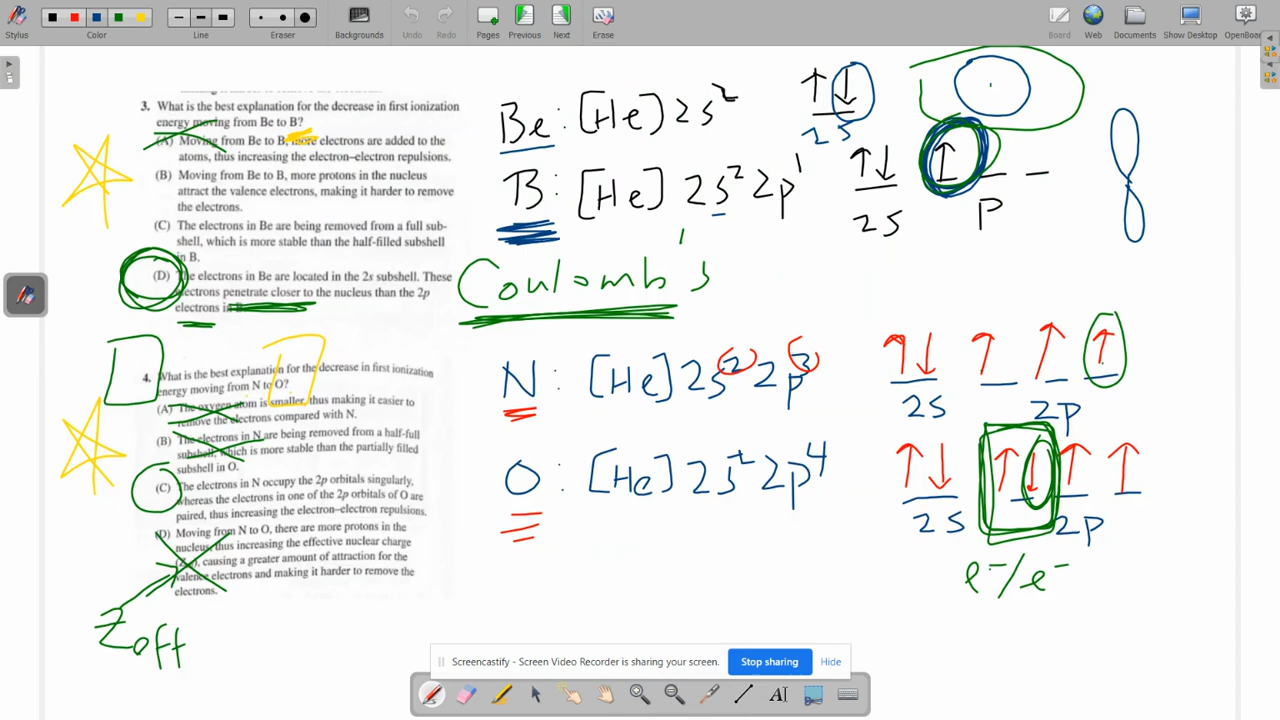 Stylus
Color
Line
Eraser
Backgrounds
Undo
Redo
Pages
Previous
Next
Erase
Board
Web
Documents
Show Desktop
OpenBoard
3. What is the best explanation for the decrease in first ionization
energy moving from Be to B?
(A) Moving from Be to B, more electrons are added to the
atoms, thus increasing the electron–electron repulsions.
(B) Moving from Be to B, more protons in the nucleus
attract the valence electrons, making it harder to remove
the electrons.
(C) The electrons in Be are being removed from a full sub-
shell, which is more stable than the half-filled subshell
in B.
(D) The electrons in Be are located in the 2s subshell. These
electrons penetrate closer to the nucleus than the 2p
electrons in
4. What is the best explanation for the decrease in first ionization
energy moving from N to O?
(A) The oxygen atom is smaller, thus making it easier to
remove the electrons compared with N.
(B) The electrons in N are being removed from a half-full
subshell, which is more stable than the partially filled
subshell in O.
(C) The electrons in N occupy the 2p orbitals singularly,
whereas the electrons in one of the 2p orbitals of O are
paired, thus increasing the electron–electron repulsions.
(D) Moving from N to O, there are more protons in the
nucleus, thus increasing the effective nuclear charge
causing a greater amount of attraction for the
valence electrons and making it harder to remove the
electrons.
Zeff
Be: [He] 2s² ↑↓
2s
B: [He] 2s² 2p¹ ↑↓ ↑
2s p
Coulomb's
N: [He] 2s² 2p³ ↑↓ ↑ ↑ ↑
2s 2p
O: [He] 2s² 2p⁴ ↑↓ ↑↓ ↑ ↑
2s 2p
e⁻/e⁻
Screencastify - Screen Video Recorder is sharing your screen.
Stop sharing
Hide